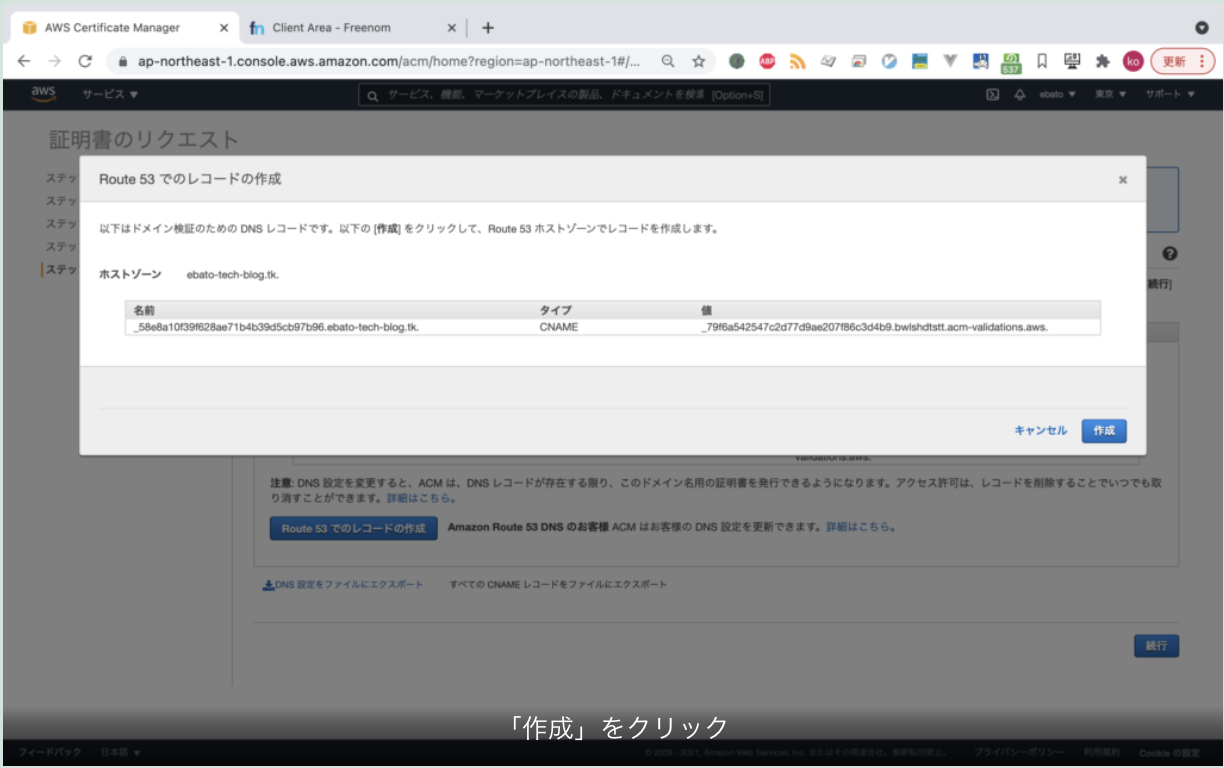 AWS Certificate Manager
Client Area - Freenom
ap-northeast-1.console.aws.amazon.com/acm/home?region=ap-northeast-1#/...
ABP
537
ko
更新
aws
サービス
サービス、機能、マーケットプレイスの製品、ドキュメントを検索 [Option+S]
ebato
東京
サポート
証明書のリクエスト
ステッ
ステッ
ステッ
ステッ
ステッ
Route 53 でのレコードの作成
以下はドメイン検証のための DNS レコードです。以下の [作成] をクリックして、Route 53 ホストゾーンでレコードを作成します。
ホストゾーン ebato-tech-blog.tk.
続行]
名前 タイプ 値
_58e8a10f39f628ae71b4b39d5cb97b96.ebato-tech-blog.tk. CNAME _79f6a542547c2d77d9ae207f86c3d4b9.bwlshdtstt.acm-validations.aws.
キャンセル 作成
validations.aws.
注意: DNS 設定を変更すると、ACM は、DNS レコードが存在する限り、このドメイン名用の証明書を発行できるようになります。アクセス許可は、レコードを削除することでいつでも取
り消すことができます。詳細はこちら。
Route 53 でのレコードの作成 Amazon Route 53 DNS のお客様 ACM はお客様の DNS 設定を更新できます。詳細はこちら。
DNS 設定をファイルにエクスポート すべての CNAME レコードをファイルにエクスポート
続行
「作成」をクリック
フィードバック 日本語 © 2008 - 2021, Amazon Web Services, Inc. またはその関連会社。無断転用禁止。 プライバシーポリシー 利用規約 Cookie の設定